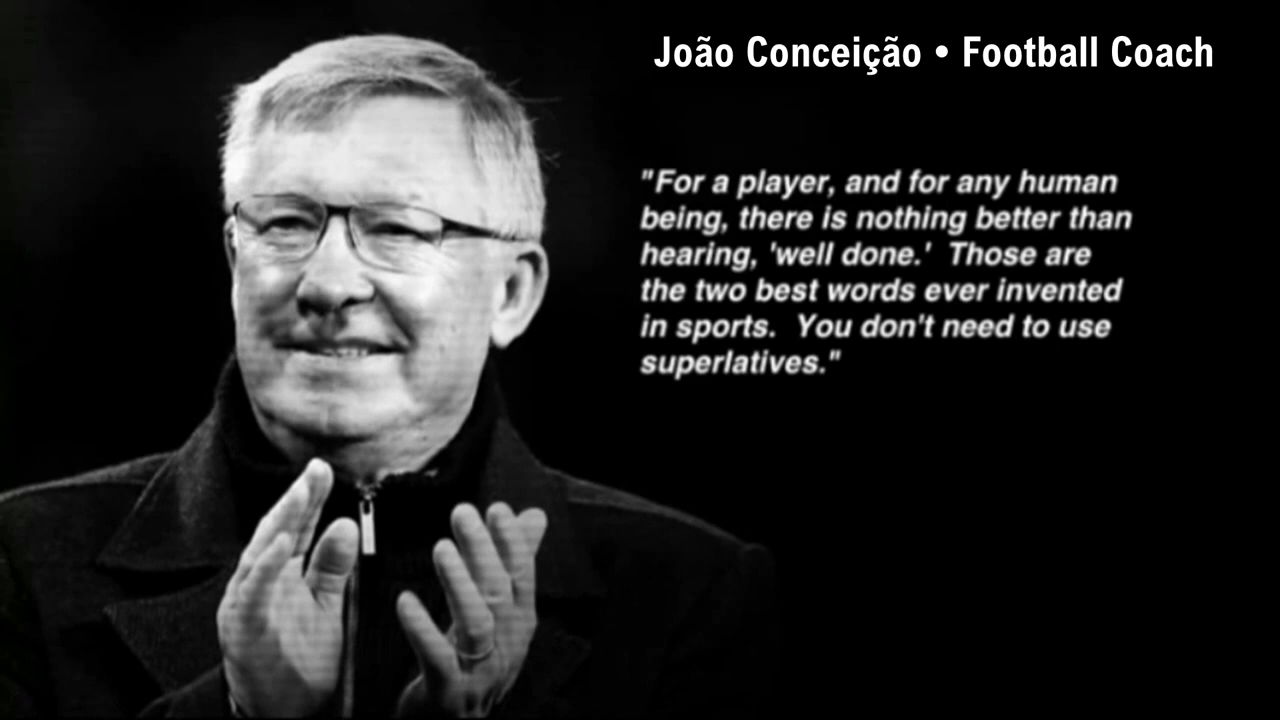 João Conceição • Football Coach
"For a player, and for any human
being, there is nothing better than
hearing, 'well done.'  Those are
the two best words ever invented
in sports.  You don't need to use
superlatives."